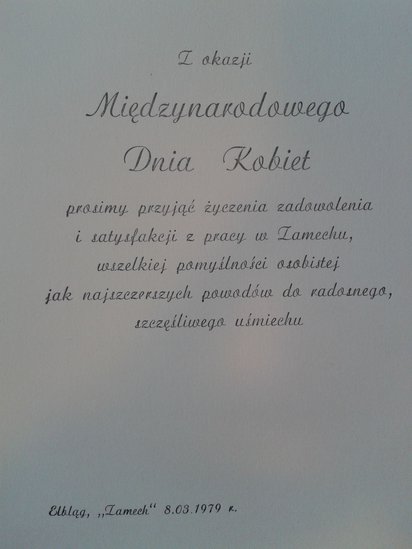 Z okazji
Międzynarodowego
Dnia Kobiet
prosimy przyjąć życzenia zadowolenia
i satysfakcji z pracy w Zamechu,
wszelkiej pomyślności osobistej
jak najszczerszych powodów do radosnego,
szczęśliwego uśmiechu
Elbląg, „Zamech" 8.03.1979 r.